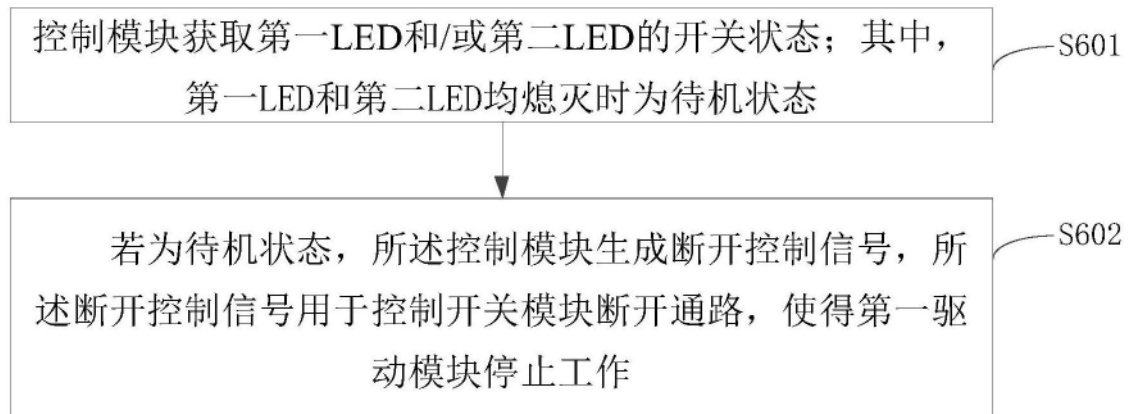 控制模块获取第一LED和/或第二LED的开关状态；其中，
第一LED和第二LED均熄灭时为待机状态
S601
若为待机状态，所述控制模块生成断开控制信号，所
述断开控制信号用于控制开关模块断开通路，使得第一驱
动模块停止工作
S602